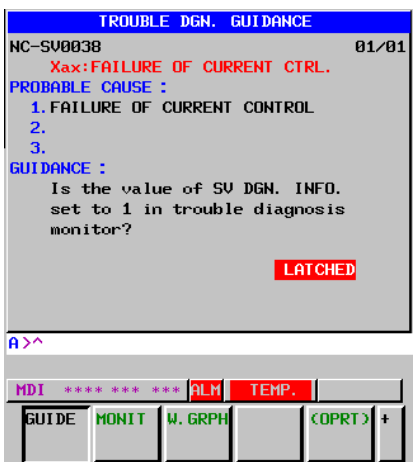 TROUBLE DGN. GUIDANCE
NC-SV0038 01/01
Xax:FAILURE OF CURRENT CTRL.
PROBABLE CAUSE :
1. FAILURE OF CURRENT CONTROL
2.
3.
GUIDANCE :
Is the value of SV DGN. INFO.
set to 1 in trouble diagnosis
monitor?
LATCHED
A>^
MDI **** *** *** ALM TEMP.
GUIDE MONIT W.GRPH (OPRT) +